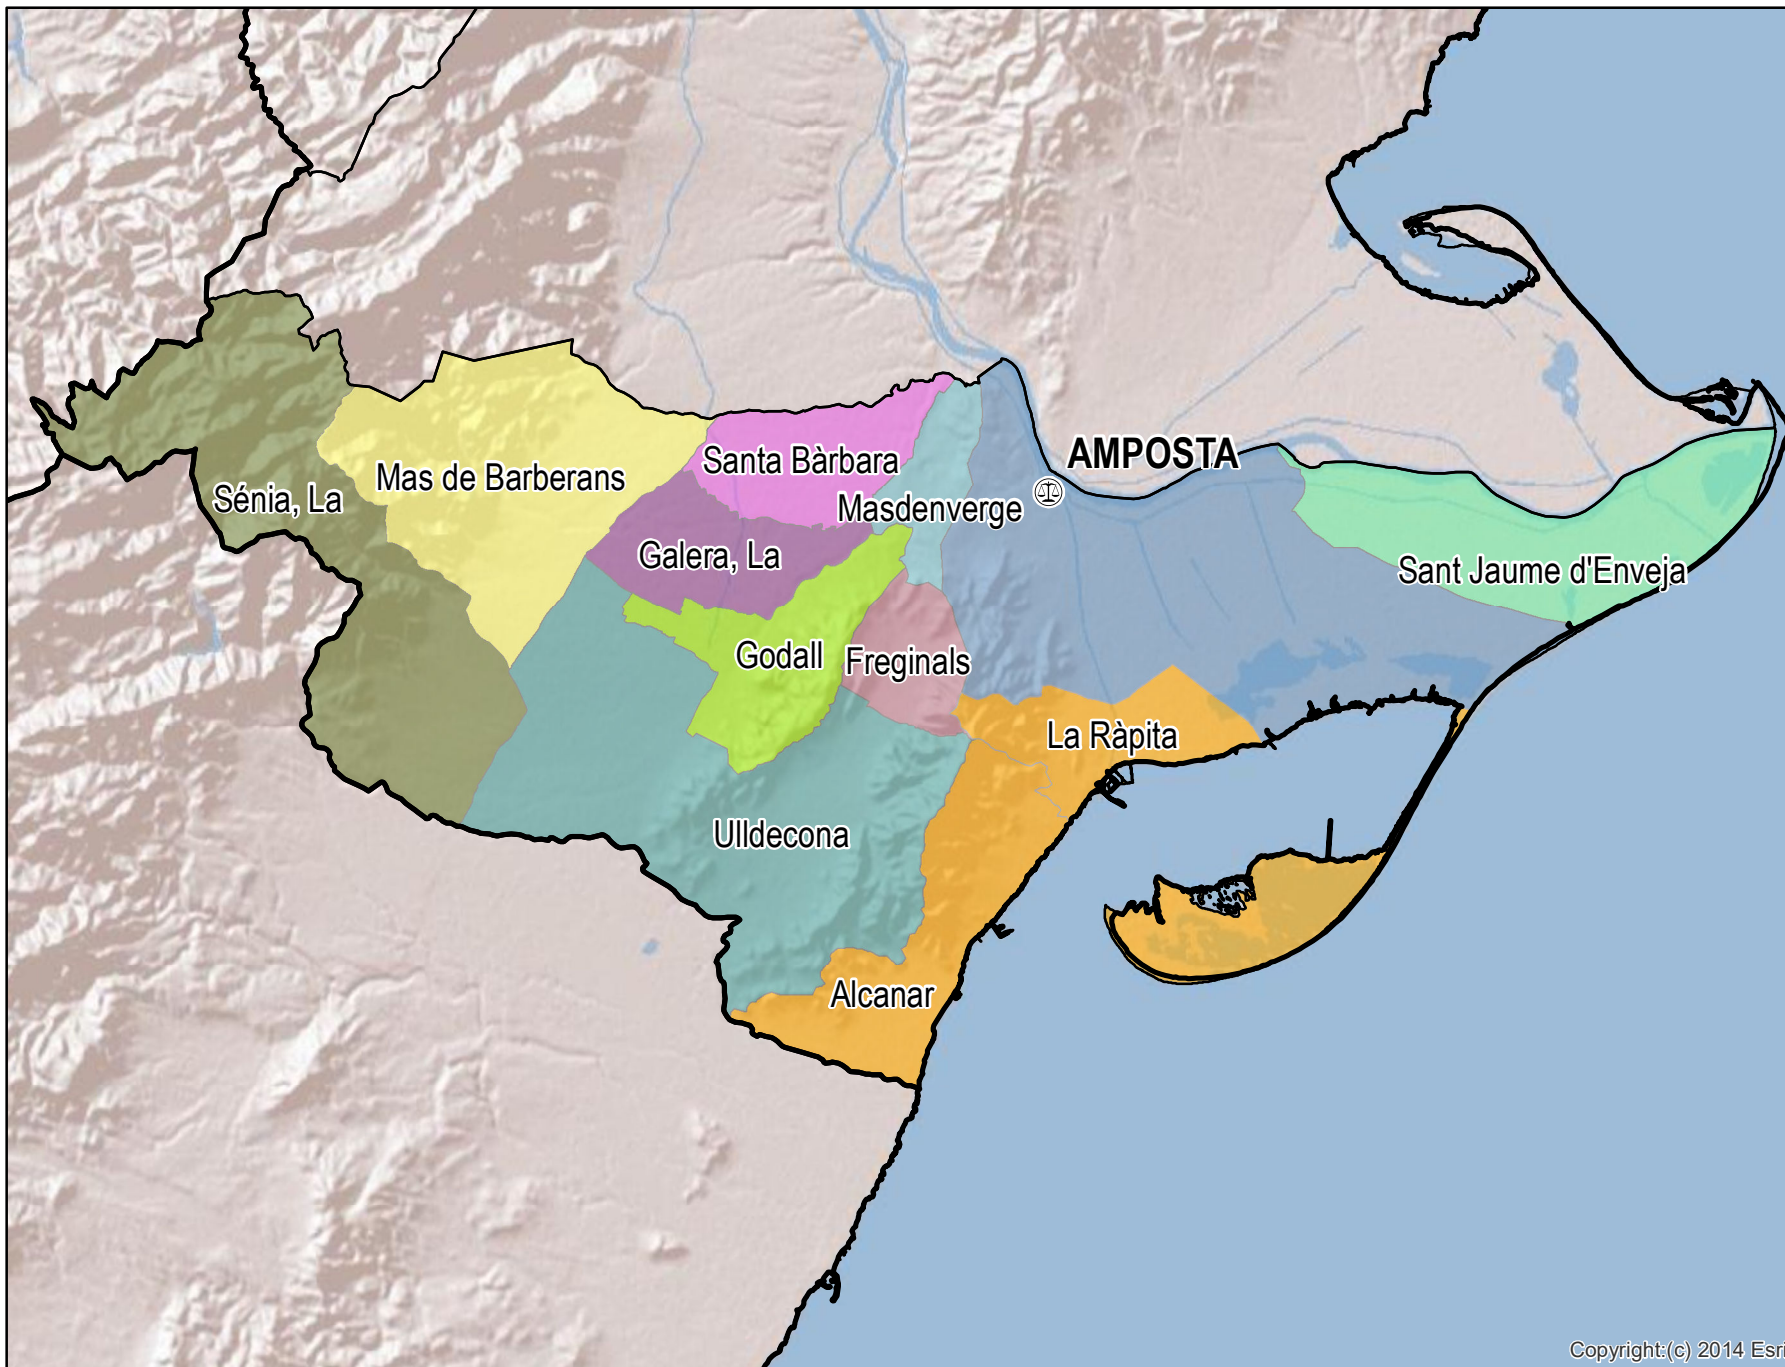 AMPOSTA
Santa Bàrbara
Mas de Barberans
Sénia, La
Masdenverge
Galera, La
Sant Jaume d'Enveja
Godall
Freginals
La Ràpita
Ulldecona
Alcanar
Copyright:(c) 2014 Esri